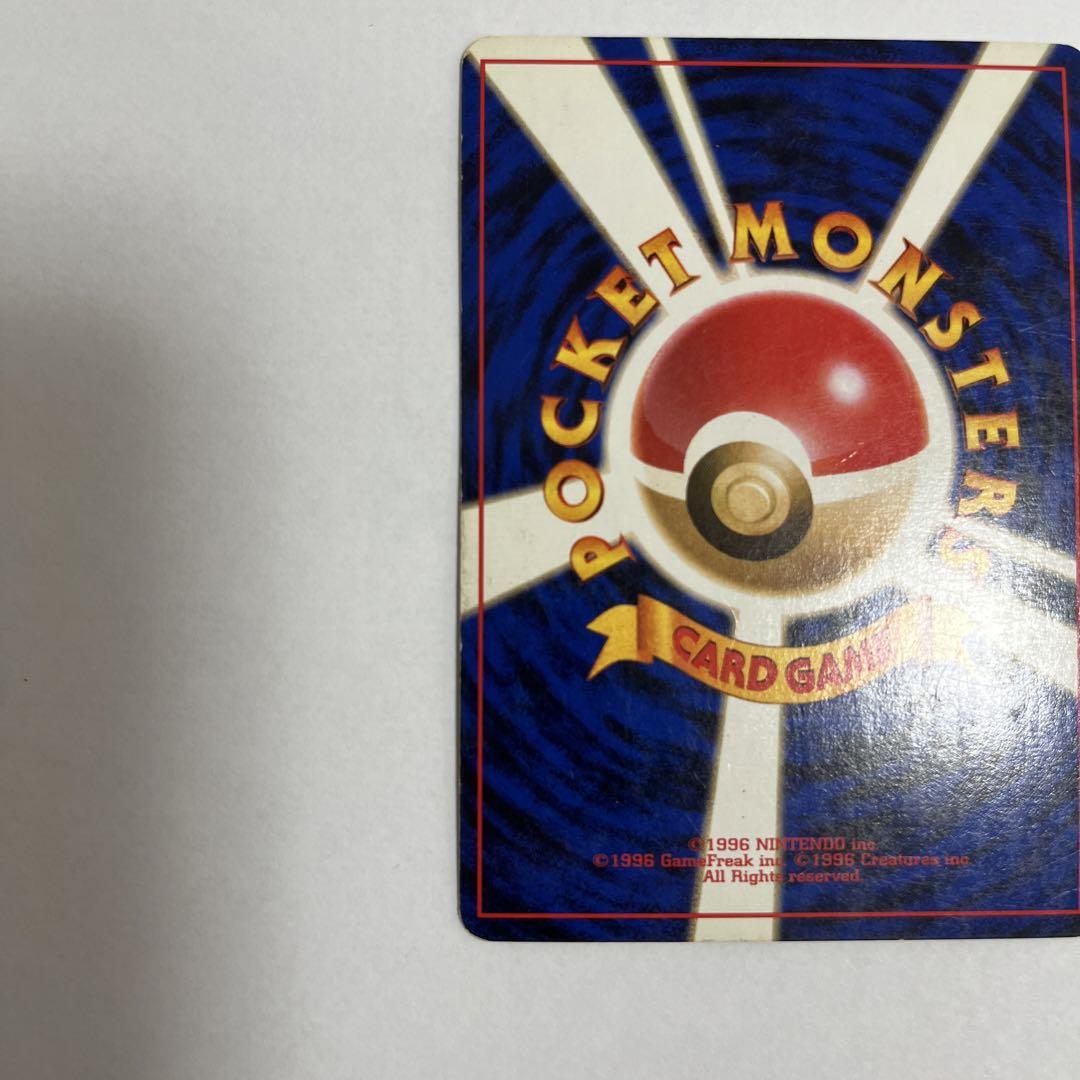 POCKET MONSTERS
CARD GAME
©1996 NINTENDO inc
©1996 GameFreak inc. ©1996 Creatures inc.
All Rights reserved.